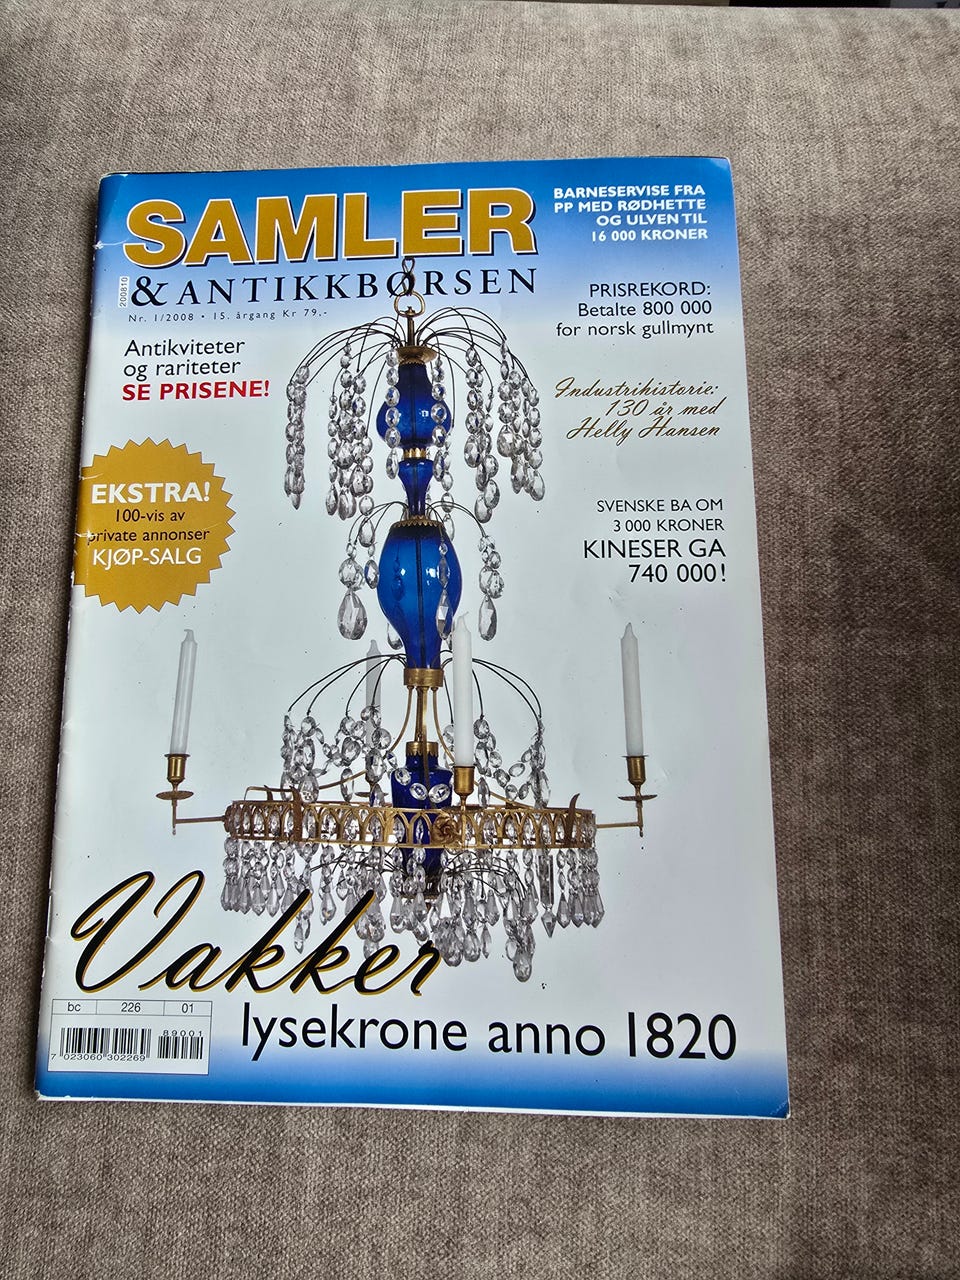 SAMLER
& ANTIKKBØRSEN
200810
Nr. 1/2008 • 15. årgang Kr 79,-
BARNESERVISE FRA
PP MED RØDHETTE
OG ULVEN TIL
16 000 KRONER
PRISREKORD:
Betalte 800 000
for norsk gullmynt
Antikviteter
og rariteter
SE PRISENE!
Industrihistorie:
130 år med
Helly Hansen
EKSTRA!
100-vis av
private annonser
KJØP-SALG
SVENSKE BA OM
3 000 KRONER
KINESER GA
740 000!
Vakker
lysekrone anno 1820
bc 226 01
89001
7 023060 302269